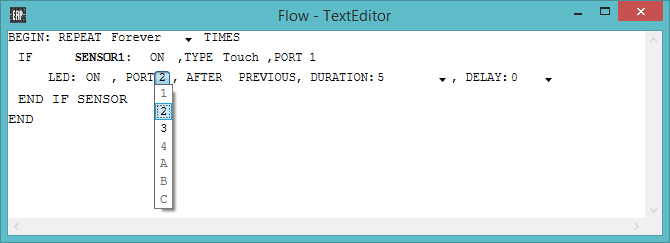 Flow - TextEditor
ERP
BEGIN: REPEAT Forever TIMES
IF SENSOR1: ON ,TYPE Touch ,PORT 1
LED: ON , PORT 2 , AFTER PREVIOUS, DURATION: 5 , DELAY: 0
1
2
3
4
A
B
C
END IF SENSOR
END